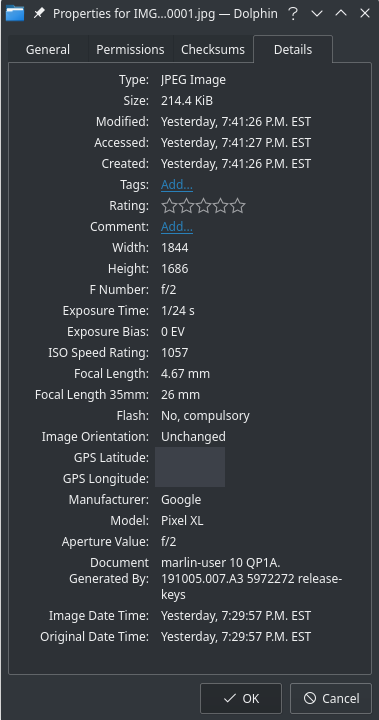 Properties for IMG...0001.jpg — Dolphin
General Permissions Checksums Details
Type: JPEG Image
Size: 214.4 KiB
Modified: Yesterday, 7:41:26 P.M. EST
Accessed: Yesterday, 7:41:27 P.M. EST
Created: Yesterday, 7:41:26 P.M. EST
Tags: Add...
Rating:
Comment: Add...
Width: 1844
Height: 1686
F Number: f/2
Exposure Time: 1/24 s
Exposure Bias: 0 EV
ISO Speed Rating: 1057
Focal Length: 4.67 mm
Focal Length 35mm: 26 mm
Flash: No, compulsory
Image Orientation: Unchanged
GPS Latitude:
GPS Longitude:
Manufacturer: Google
Model: Pixel XL
Aperture Value: f/2
Document marlin-user 10 QP1A.
Generated By: 191005.007.A3 5972272 release-
keys
Image Date Time: Yesterday, 7:29:57 P.M. EST
Original Date Time: Yesterday, 7:29:57 P.M. EST
OK Cancel